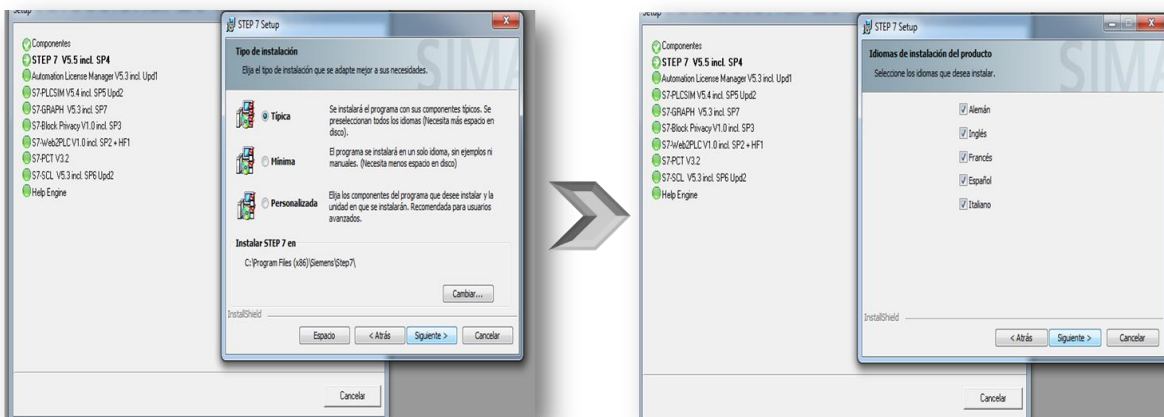 Setup
Componentes
STEP 7 V5.5 incl. SP4
Automation License Manager V5.3 incl. Upd1
S7-PLCSIM V5.4 incl. SP5 Upd2
S7-GRAPH V5.3 incl. SP7
S7-Block Privacy V1.0 incl. SP3
S7-Web2PLC V1.0 incl. SP2 + HF1
S7-PCT V3.2
S7-SCL V5.3 incl. SP6 Upd2
Help Engine
Cancelar
STEP 7 Setup
Tipo de instalación
Elija el tipo de instalación que se adapte mejor a sus necesidades.
SIMA
Típica
Se instalará el programa con sus componentes típicos. Se
preseleccionan todos los idiomas (Necesita más espacio en
disco).
Mínima
El programa se instalará en un solo idioma, sin ejemplos ni
manuales. (Necesita menos espacio en disco)
Personalizada
Elija los componentes del programa que desee instalar y la
unidad en que se instalarán. Recomendada para usuarios
avanzados.
Instalar STEP 7 en
C:\Program Files (x86)\Siemens\Step7\
Cambiar...
InstallShield
Espacio < Atrás Siguiente > Cancelar
Setup
Componentes
STEP 7 V5.5 incl. SP4
Automation License Manager V5.3 incl. Upd1
S7-PLCSIM V5.4 incl. SP5 Upd2
S7-GRAPH V5.3 incl. SP7
S7-Block Privacy V1.0 incl. SP3
S7-Web2PLC V1.0 incl. SP2 + HF1
S7-PCT V3.2
S7-SCL V5.3 incl. SP6 Upd2
Help Engine
Cancelar
STEP 7 Setup
Idiomas de instalación del producto
Seleccione los idiomas que desea instalar.
SIMA
Alemán
Inglés
Francés
Español
Italiano
InstallShield
< Atrás Siguiente > Cancelar